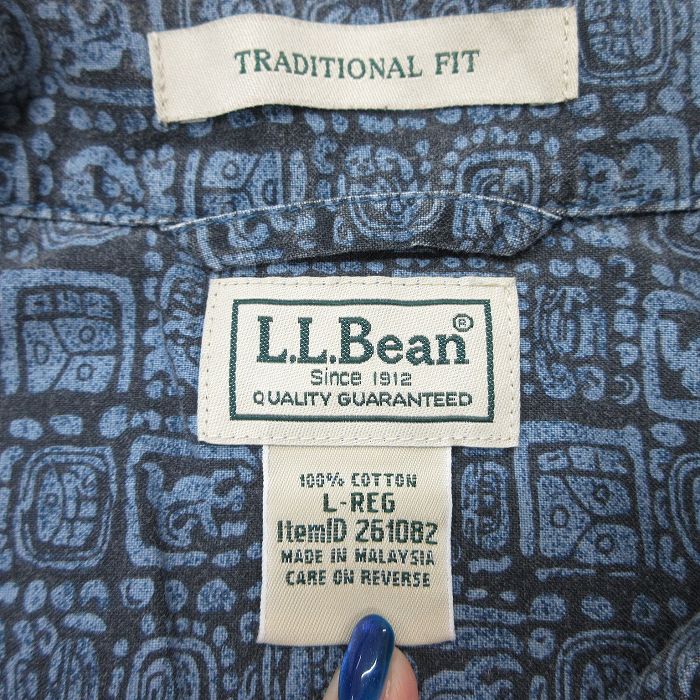 TRADITIONAL FIT
L.L.Bean®
Since 1912
QUALITY GUARANTEED
100% COTTON
L-REG
ItemID 261082
MADE IN MALAYSIA
CARE ON REVERSE